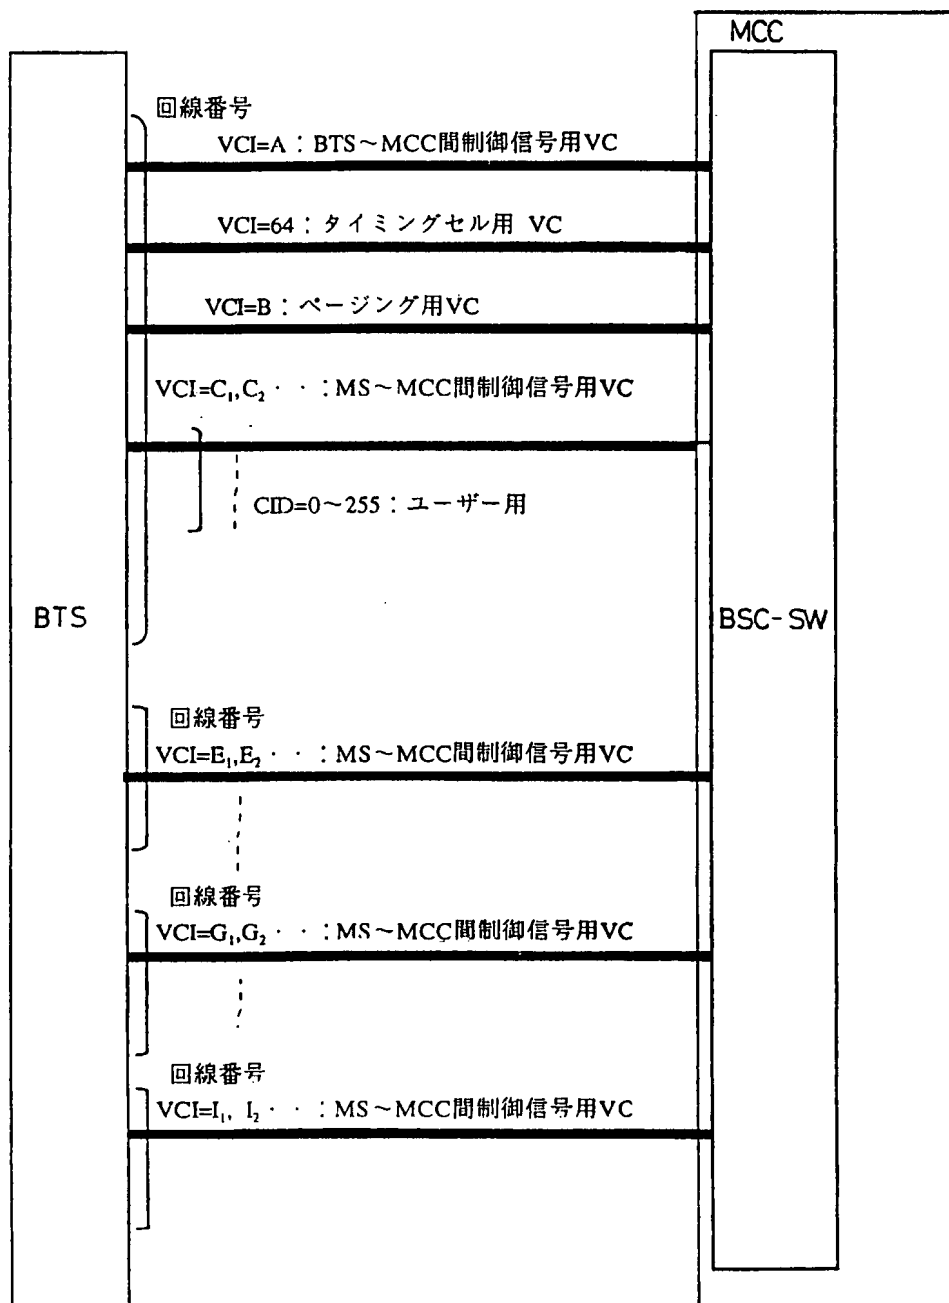 MCC
回線番号
VCI=A：BTS～MCC間制御信号用VC
VCI=64：タイミングセル用 VC
VCI=B：ページング用VC
VCI=C₁,C₂・・：MS～MCC間制御信号用VC
CID=0～255：ユーザー用
BTS
BSC-SW
回線番号
VCI=E₁,E₂・・：MS～MCC間制御信号用VC
回線番号
VCI=G₁,G₂・・：MS～MCC間制御信号用VC
回線番号
VCI=I₁, I₂・・：MS～MCC間制御信号用VC